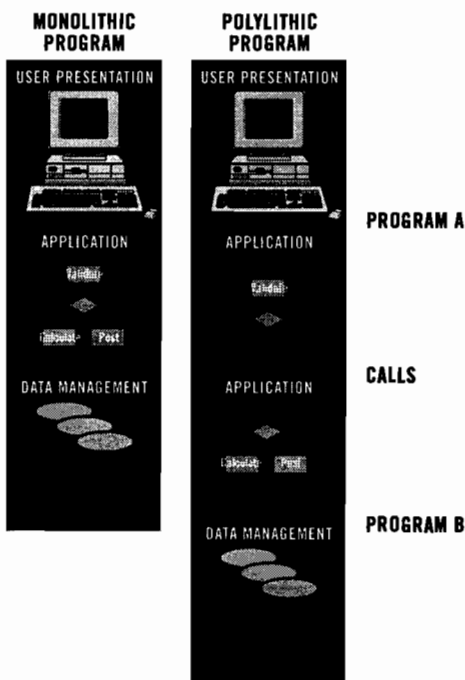 MONOLITHIC
PROGRAM
USER PRESENTATION
APPLICATION
Post
DATA MANAGEMENT
POLYLITHIC
PROGRAM
USER PRESENTATION
APPLICATION
APPLICATION
Post
DATA MANAGEMENT
PROGRAM A
CALLS
PROGRAM B